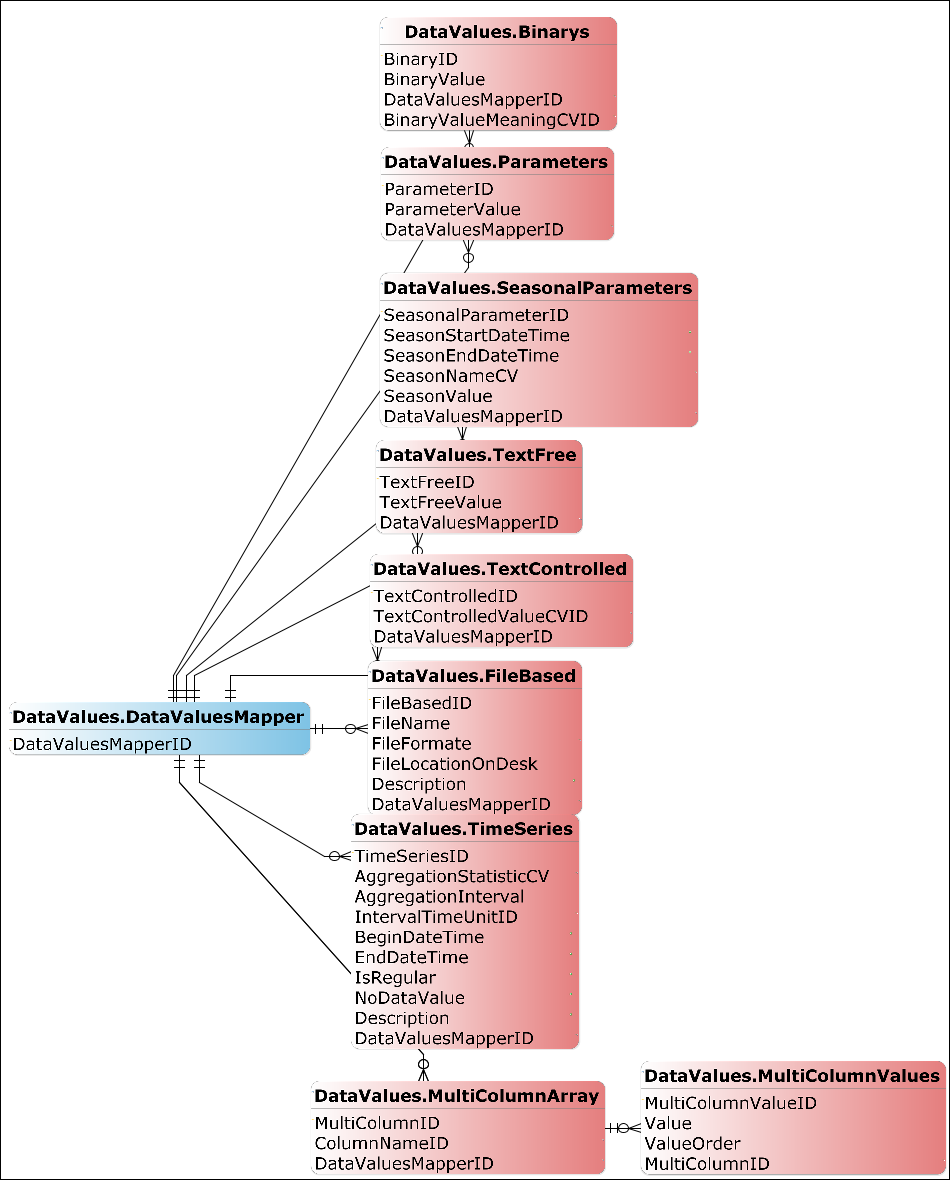 DataValues.Binarys
BinaryID
BinaryValue
DataValuesMapperID
BinaryValueMeaningCVID
DataValues.Parameters
ParameterID
ParameterValue
DataValuesMapperID
DataValues.SeasonalParameters
SeasonalParameterID
SeasonStartDateTime
SeasonEndDateTime
SeasonNameCV
SeasonValue
DataValuesMapperID
DataValues.TextFree
TextFreeID
TextFreeValue
DataValuesMapperID
DataValues.TextControlled
TextControlledID
TextControlledValueCVID
DataValuesMapperID
DataValues.DataValuesMapper
DataValuesMapperID
DataValues.FileBased
FileBasedID
FileName
FileFormate
FileLocationOnDesk
Description
DataValuesMapperID
DataValues.TimeSeries
TimeSeriesID
AggregationStatisticCV
AggregationInterval
IntervalTimeUnitID
BeginDateTime
EndDateTime
IsRegular
NoDataValue
Description
DataValuesMapperID
DataValues.MultiColumnArray
MultiColumnID
ColumnNameID
DataValuesMapperID
DataValues.MultiColumnValues
MultiColumnValueID
Value
ValueOrder
MultiColumnID